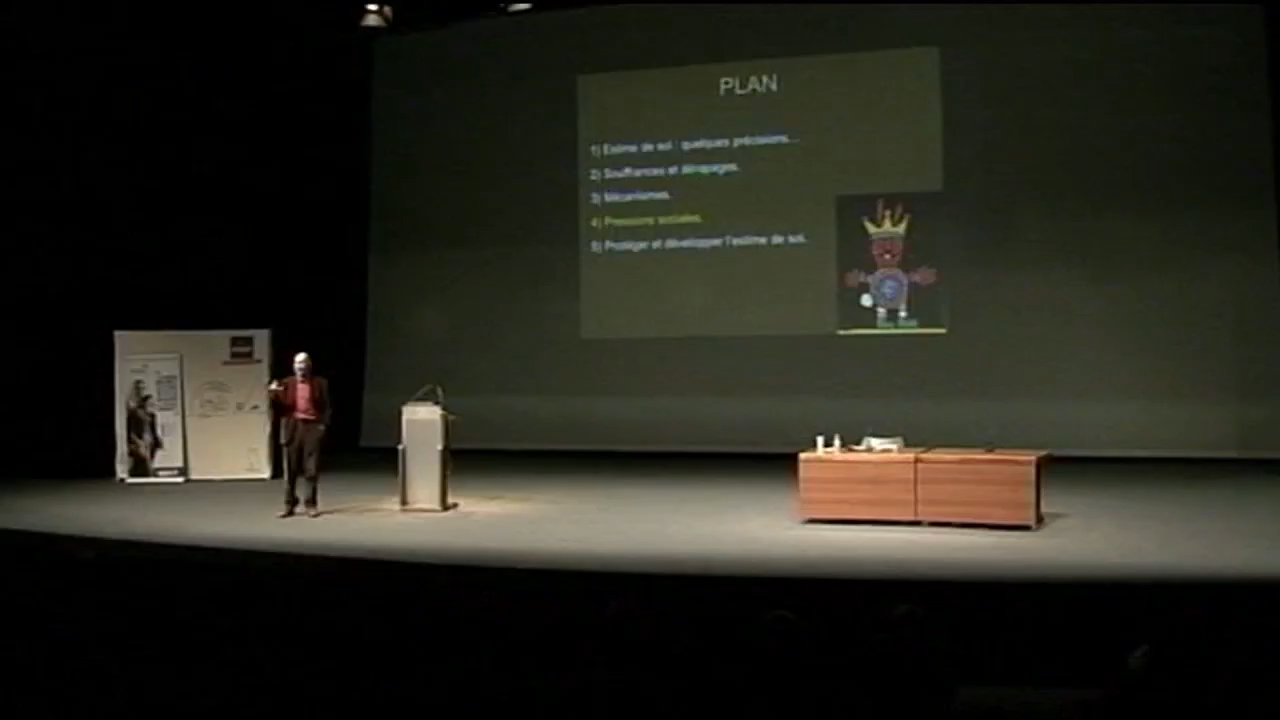 PLAN
1) Estime de soi : quelques précisions...
2) Souffrances et dérapages.
3) Mécanismes.
4) Pressions sociales.
5) Protéger et développer l'estime de soi.